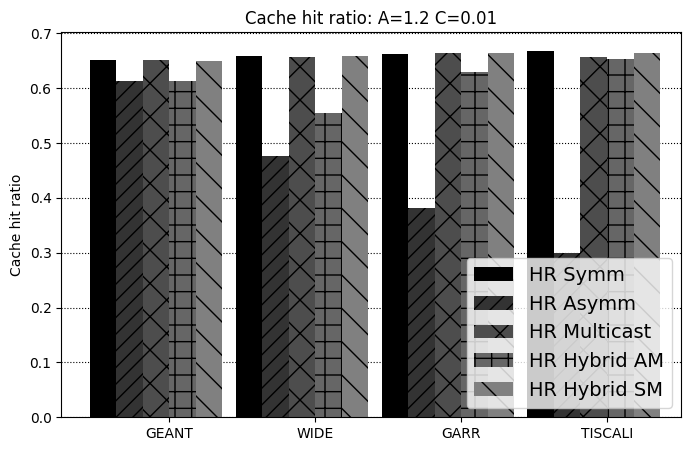 Cache hit ratio: A=1.2 C=0.01
Cache hit ratio
0.7
0.6
0.5
0.4
0.3
0.2
0.1
0.0
HR Symm
HR Asymm
HR Multicast
HR Hybrid AM
HR Hybrid SM
GEANT
WIDE
GARR
TISCALI